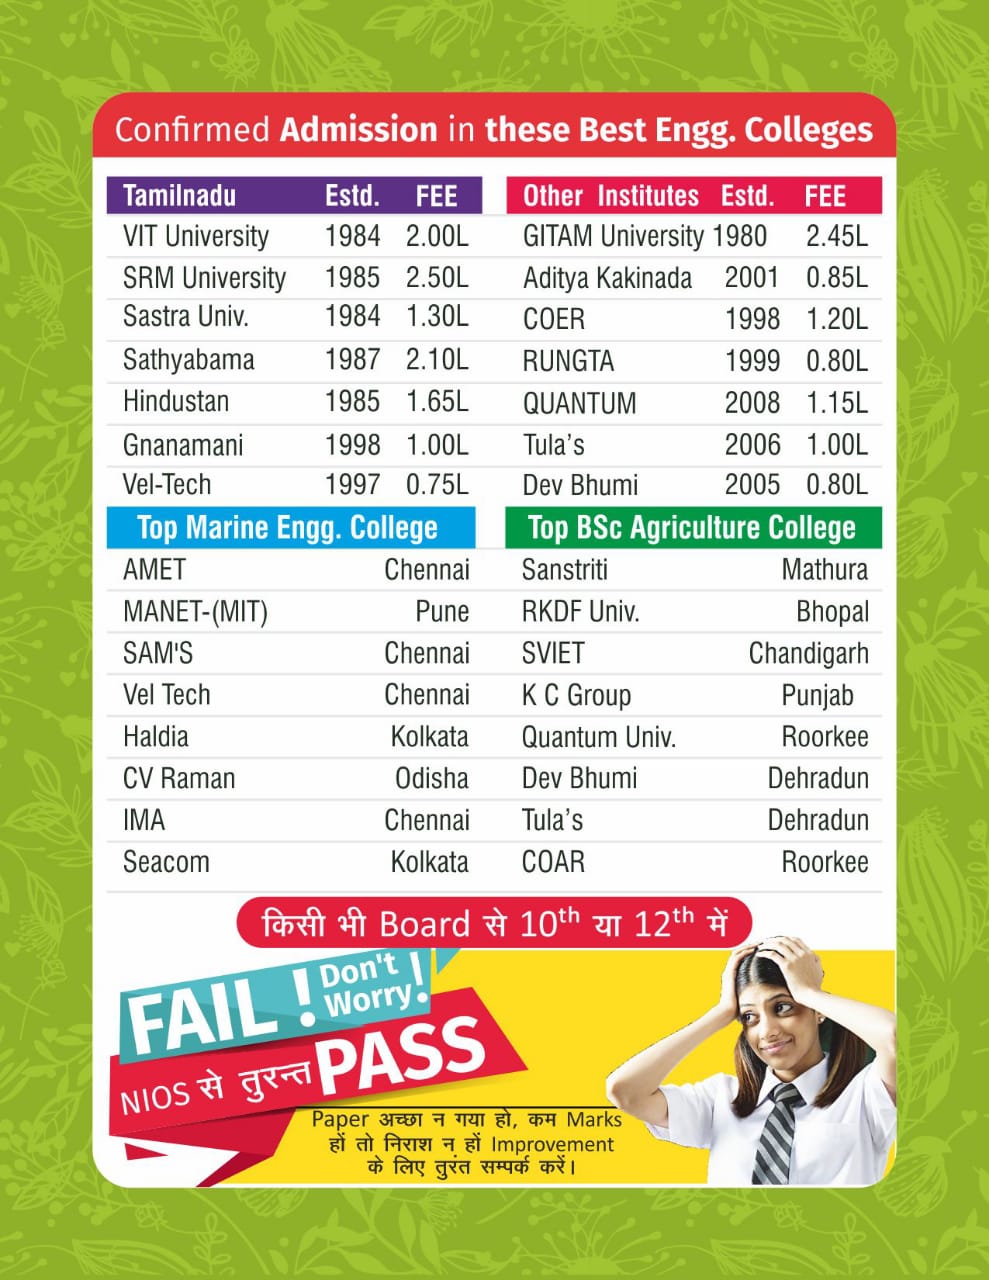 Confirmed Admission in these Best Engg. Colleges
Tamilnadu Estd. FEE
VIT University 1984 2.00L
SRM University 1985 2.50L
Sastra Univ. 1984 1.30L
Sathyabama 1987 2.10L
Hindustan 1985 1.65L
Gnanamani 1998 1.00L
Vel-Tech 1997 0.75L
Other Institutes Estd. FEE
GITAM University 1980 2.45L
Aditya Kakinada 2001 0.85L
COER 1998 1.20L
RUNGTA 1999 0.80L
QUANTUM 2008 1.15L
Tula's 2006 1.00L
Dev Bhumi 2005 0.80L
Top Marine Engg. College
AMET Chennai
MANET-(MIT) Pune
SAM'S Chennai
Vel Tech Chennai
Haldia Kolkata
CV Raman Odisha
IMA Chennai
Seacom Kolkata
Top BSc Agriculture College
Sanstriti Mathura
RKDF Univ. Bhopal
SVIET Chandigarh
K C Group Punjab
Quantum Univ. Roorkee
Dev Bhumi Dehradun
Tula's Dehradun
COAR Roorkee
किसी भी Board से 10th या 12th में
FAIL ! Don't
Worry!
NIOS से तुरन्त PASS
Paper अच्छा न गया हो, कम Marks
हों तो निराश न हों Improvement
के लिए तुरंत सम्पर्क करें।